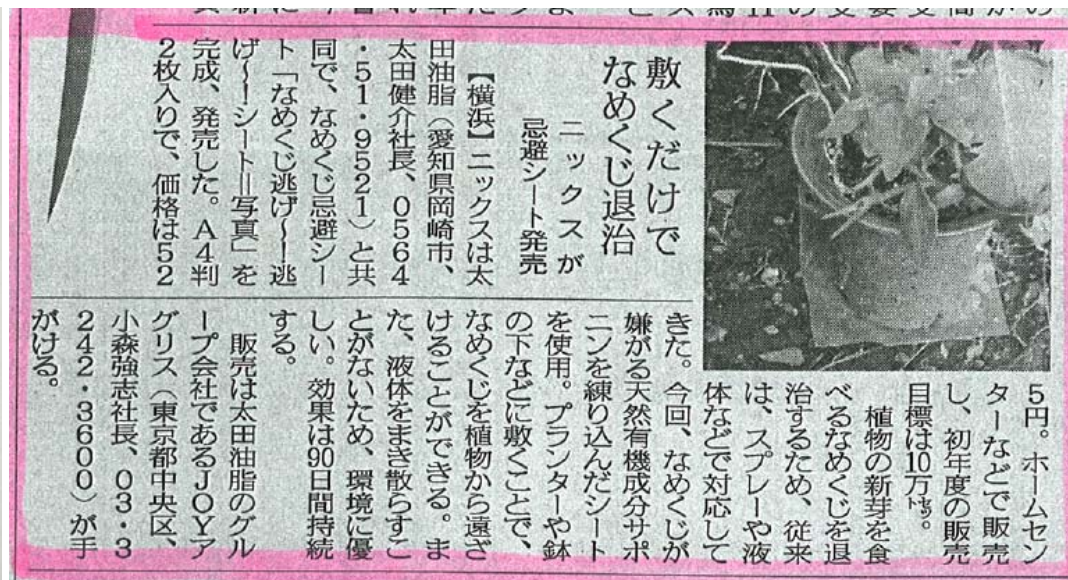 敷くだけで
なめくじ退治
ニックスが
忌避シート発売
【横浜】ニックスは太
田油脂(愛知県岡崎市、
太田健介社長、0564
・51・9521)と共
同で、なめくじ忌避シー
ト「なめくじ逃げ〜!逃
げ〜!シート=写真」を
完成、発売した。A4判
2枚入りで、価格は52
5円。ホームセン
ターなどで販売
し、初年度の販売
目標は10万セット。
植物の新芽を食
べるなめくじを退
治するため、従来
は、スプレーや液
体などで対応して
きた。今回、なめくじが
嫌がる天然有機成分サポ
ニンを練り込んだシート
を使用。プランターや鉢
の下などに敷くことで、
なめくじを植物から遠ざ
けることができる。ま
た、液体をまき散らすこ
とがないため、環境に優
しい。効果は90日間持続
する。
販売は太田油脂のグル
ープ会社であるJOYア
グリス(東京都中央区、
小森強志社長、03・3
242・3600)が手
がける。